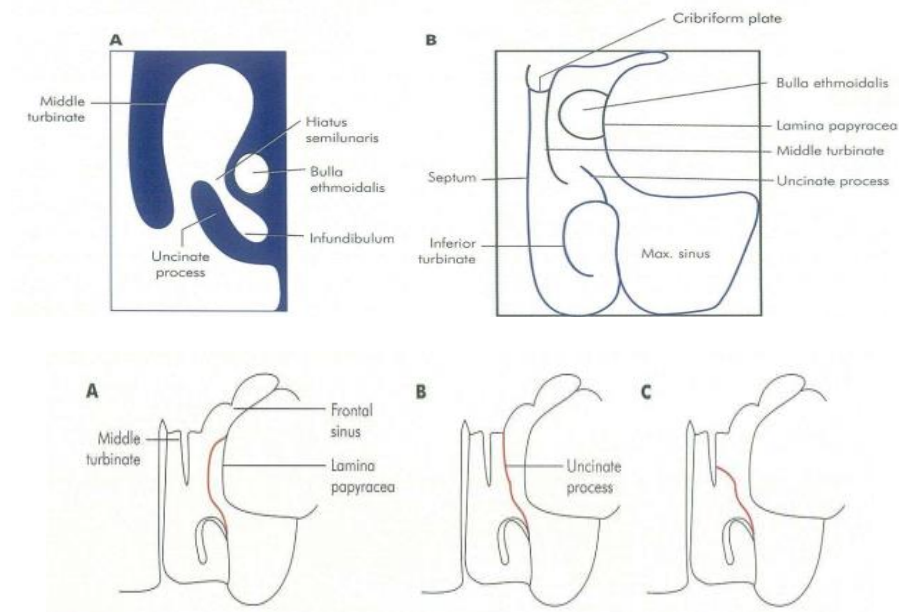 A
Middle
turbinate
Hiatus
semilunaris
Bulla
ethmoidalis
Infundibulum
Uncinate
process
B
Cribriform plate
Bulla ethmoidalis
Lamina papyracea
Middle turbinate
Septum
Uncinate process
Inferior
turbinate
Max. sinus
A
Middle
turbinate
Frontal
sinus
Lamina
papyracea
B
Uncinate
process
C